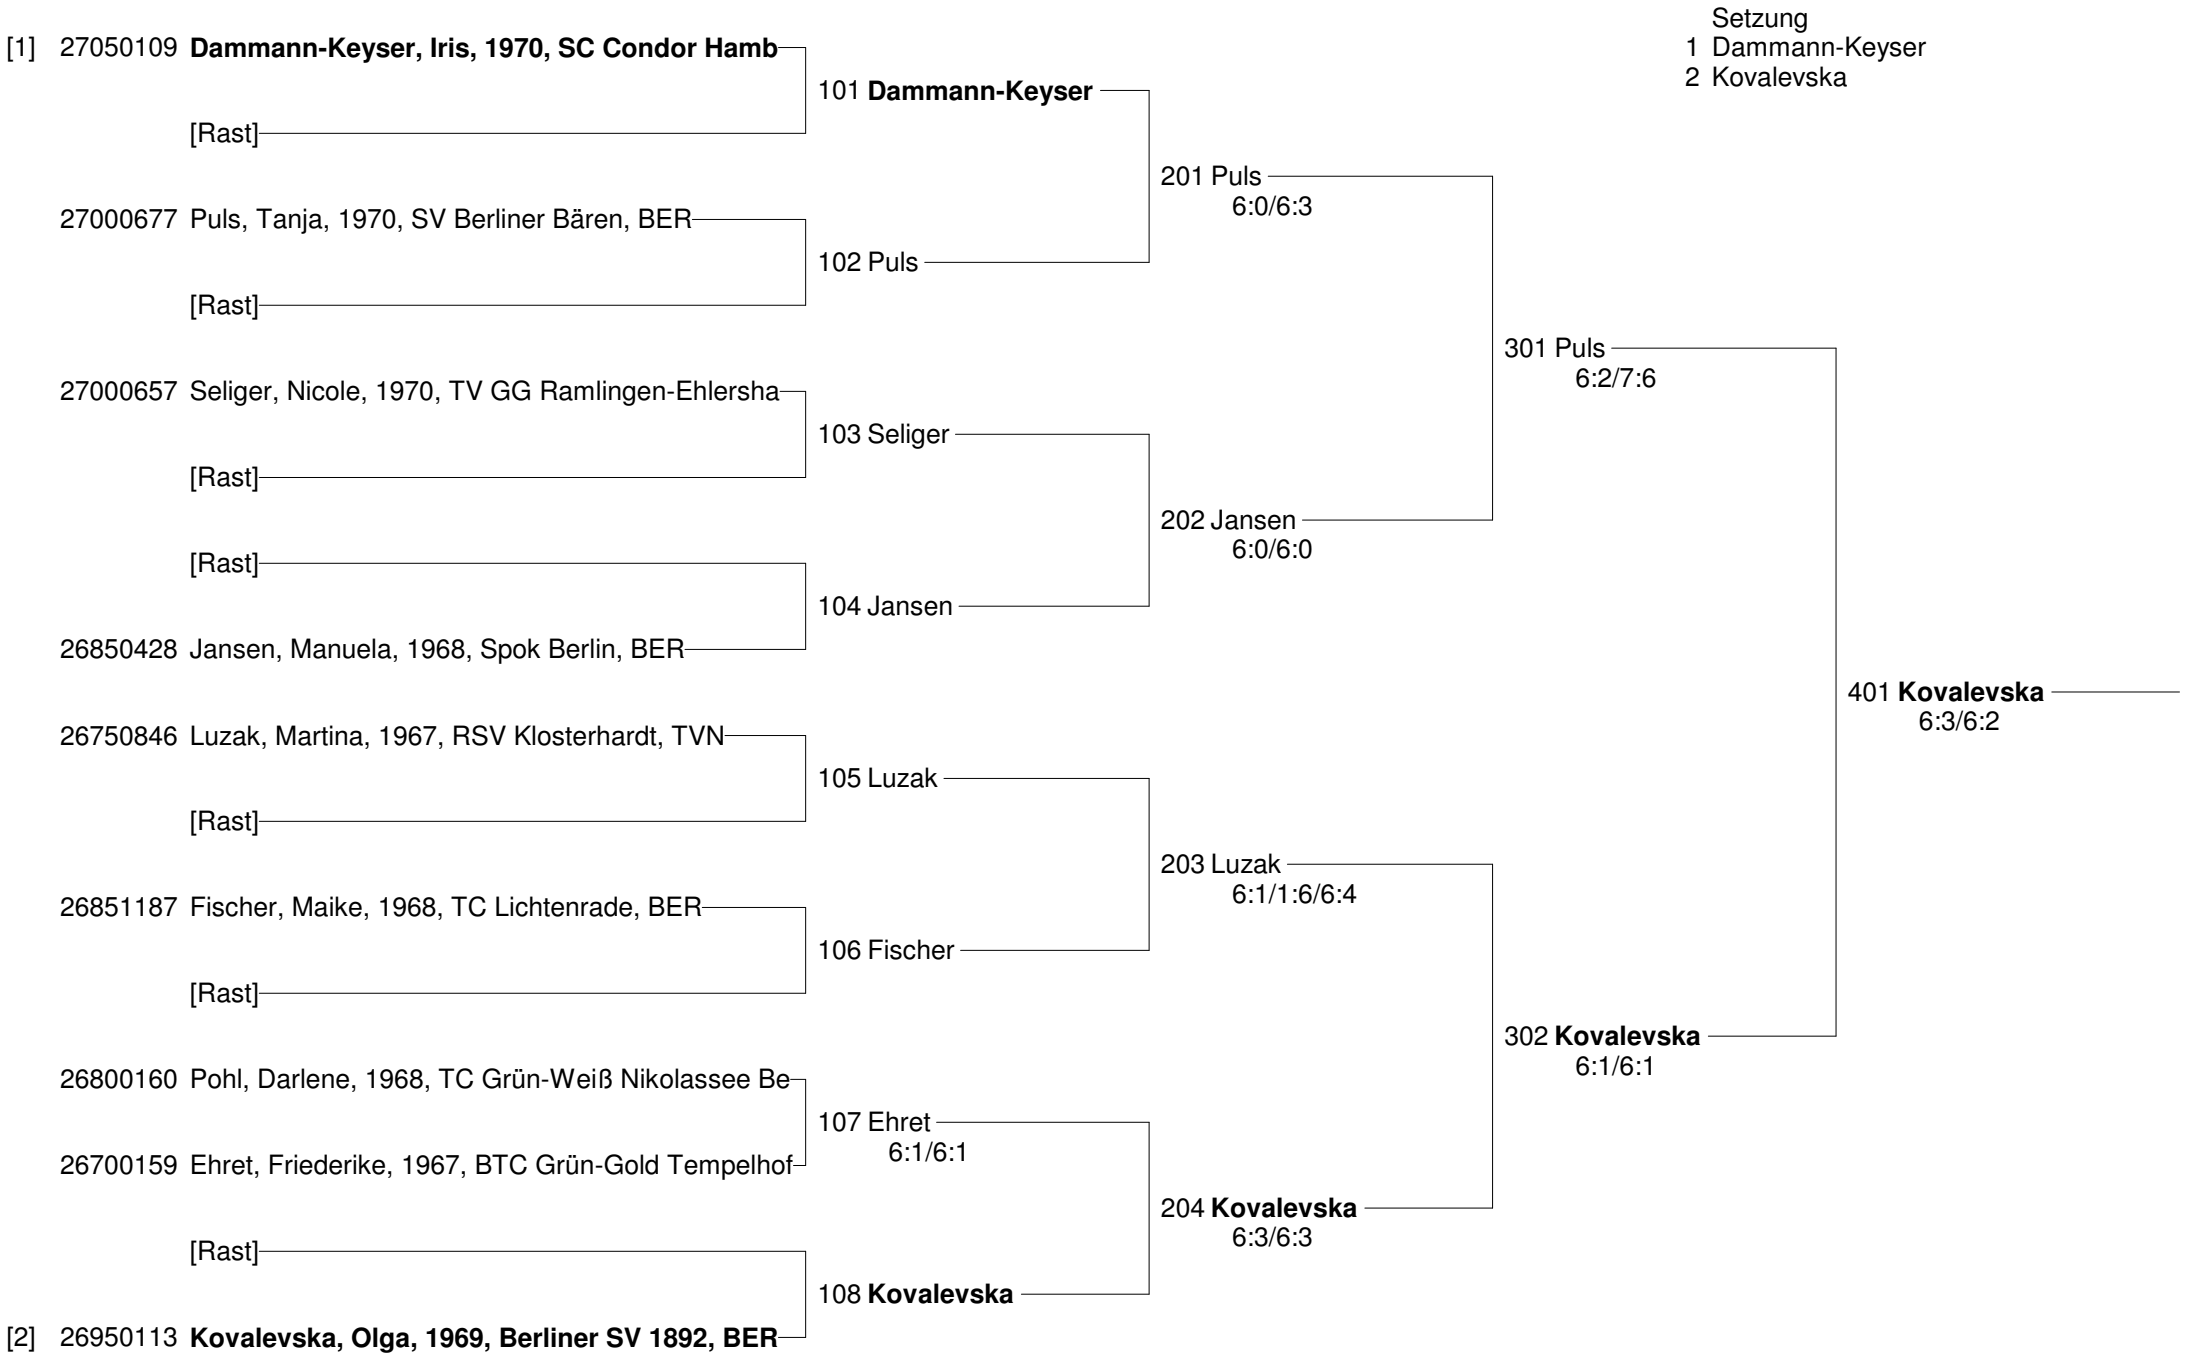 Setzung
1 Dammann-Keyser
2 Kovalevska
[1] 27050109 Dammann-Keyser, Iris, 1970, SC Condor Hamb
101 Dammann-Keyser
[Rast]
201 Puls
6:0/6:3
27000677 Puls, Tanja, 1970, SV Berliner Bären, BER
102 Puls
[Rast]
301 Puls
6:2/7:6
27000657 Seliger, Nicole, 1970, TV GG Ramlingen-Ehlersha
103 Seliger
[Rast]
202 Jansen
6:0/6:0
[Rast]
104 Jansen
26850428 Jansen, Manuela, 1968, Spok Berlin, BER
401 Kovalevska
6:3/6:2
26750846 Luzak, Martina, 1967, RSV Klosterhardt, TVN
105 Luzak
[Rast]
203 Luzak
6:1/1:6/6:4
26851187 Fischer, Maike, 1968, TC Lichtenrade, BER
106 Fischer
[Rast]
302 Kovalevska
6:1/6:1
26800160 Pohl, Darlene, 1968, TC Grün-Weiß Nikolassee Be
107 Ehret
6:1/6:1
26700159 Ehret, Friederike, 1967, BTC Grün-Gold Tempelhof
204 Kovalevska
6:3/6:3
[Rast]
108 Kovalevska
[2] 26950113 Kovalevska, Olga, 1969, Berliner SV 1892, BER